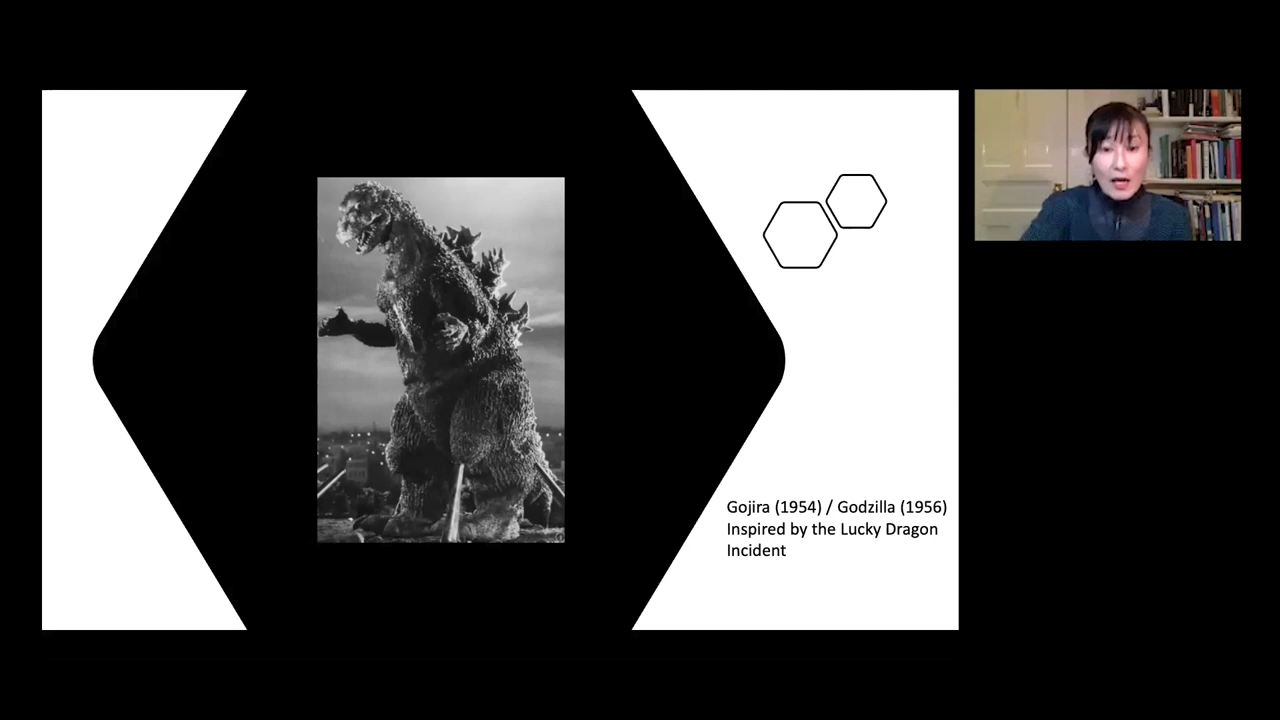 Gojira (1954) / Godzilla (1956)
Inspired by the Lucky Dragon
Incident